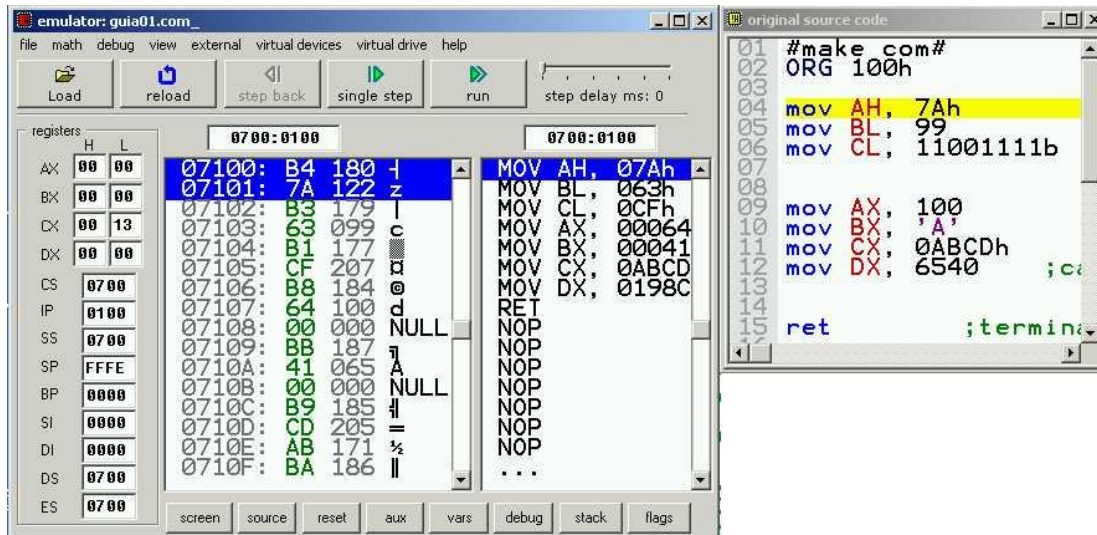 emulator: guia01.com_
file math debug view external virtual devices virtual drive help
Load reload step back single step run step delay ms: 0
registers
H L
AX 00 00
BX 00 00
CX 00 13
DX 00 00
CS 0700
IP 0100
SS 0700
SP FFFE
BP 0000
SI 0000
DI 0000
DS 0700
ES 0700
0700:0100
07100: B4 180 ┤
07101: 7A 122 z
07102: B3 179 │
07103: 63 099 c
07104: B1 177 ▒
07105: CF 207 ¤
07106: B8 184 ©
07107: 64 100 d
07108: 00 000 NULL
07109: BB 187 ╗
0710A: 41 065 A
0710B: 00 000 NULL
0710C: B9 185 ╣
0710D: CD 205 ═
0710E: AB 171 ½
0710F: BA 186 ║
0700:0100
MOV AH, 07Ah
MOV BL, 063h
MOV CL, 0CFh
MOV AX, 00064
MOV BX, 00041
MOV CX, 0ABCD
MOV DX, 0198C
RET
NOP
NOP
NOP
NOP
NOP
NOP
NOP
...
screen source reset aux vars debug stack flags
original source code
01 #make com#
02 ORG 100h
03
04 mov AH, 7Ah
05 mov BL, 99
06 mov CL, 11001111b
07
08
09 mov AX, 100
10 mov BX, 'A'
11 mov CX, 0ABCDh
12 mov DX, 6540 ;ca
13
14
15 ret ;termina